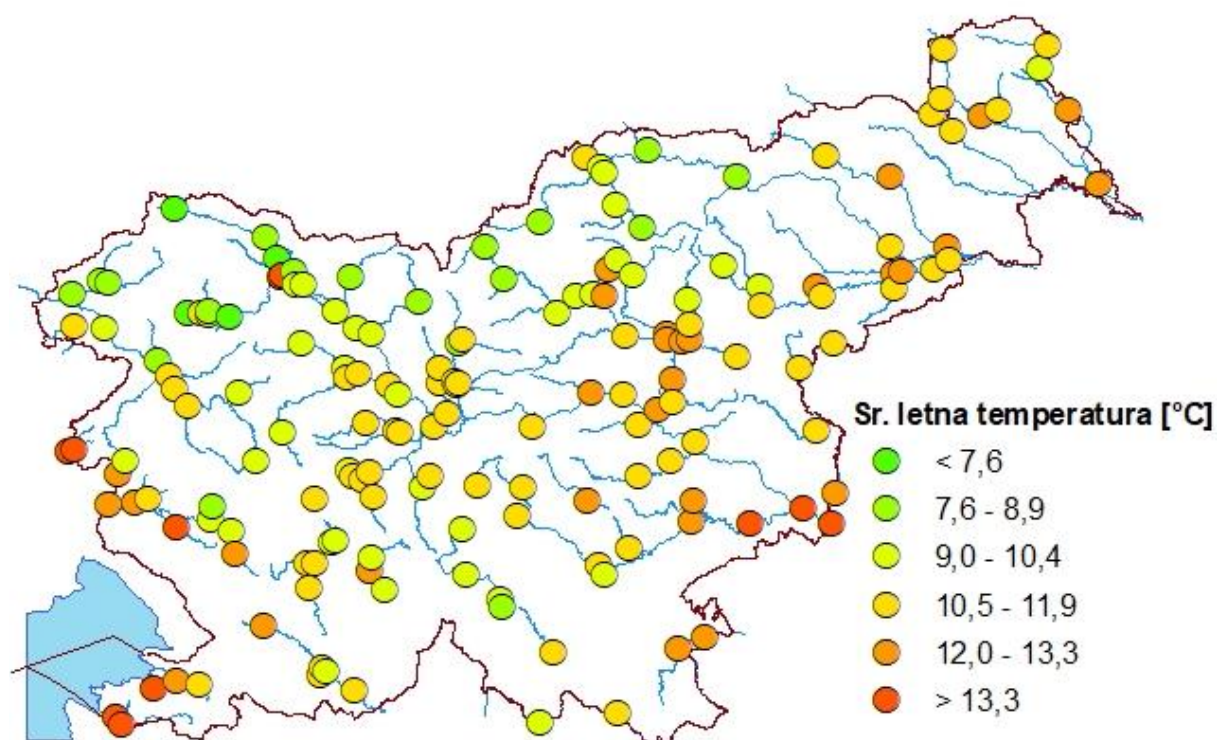 Sr. letna temperatura [°C]
< 7,6
7,6 - 8,9
9,0 - 10,4
10,5 - 11,9
12,0 - 13,3
> 13,3